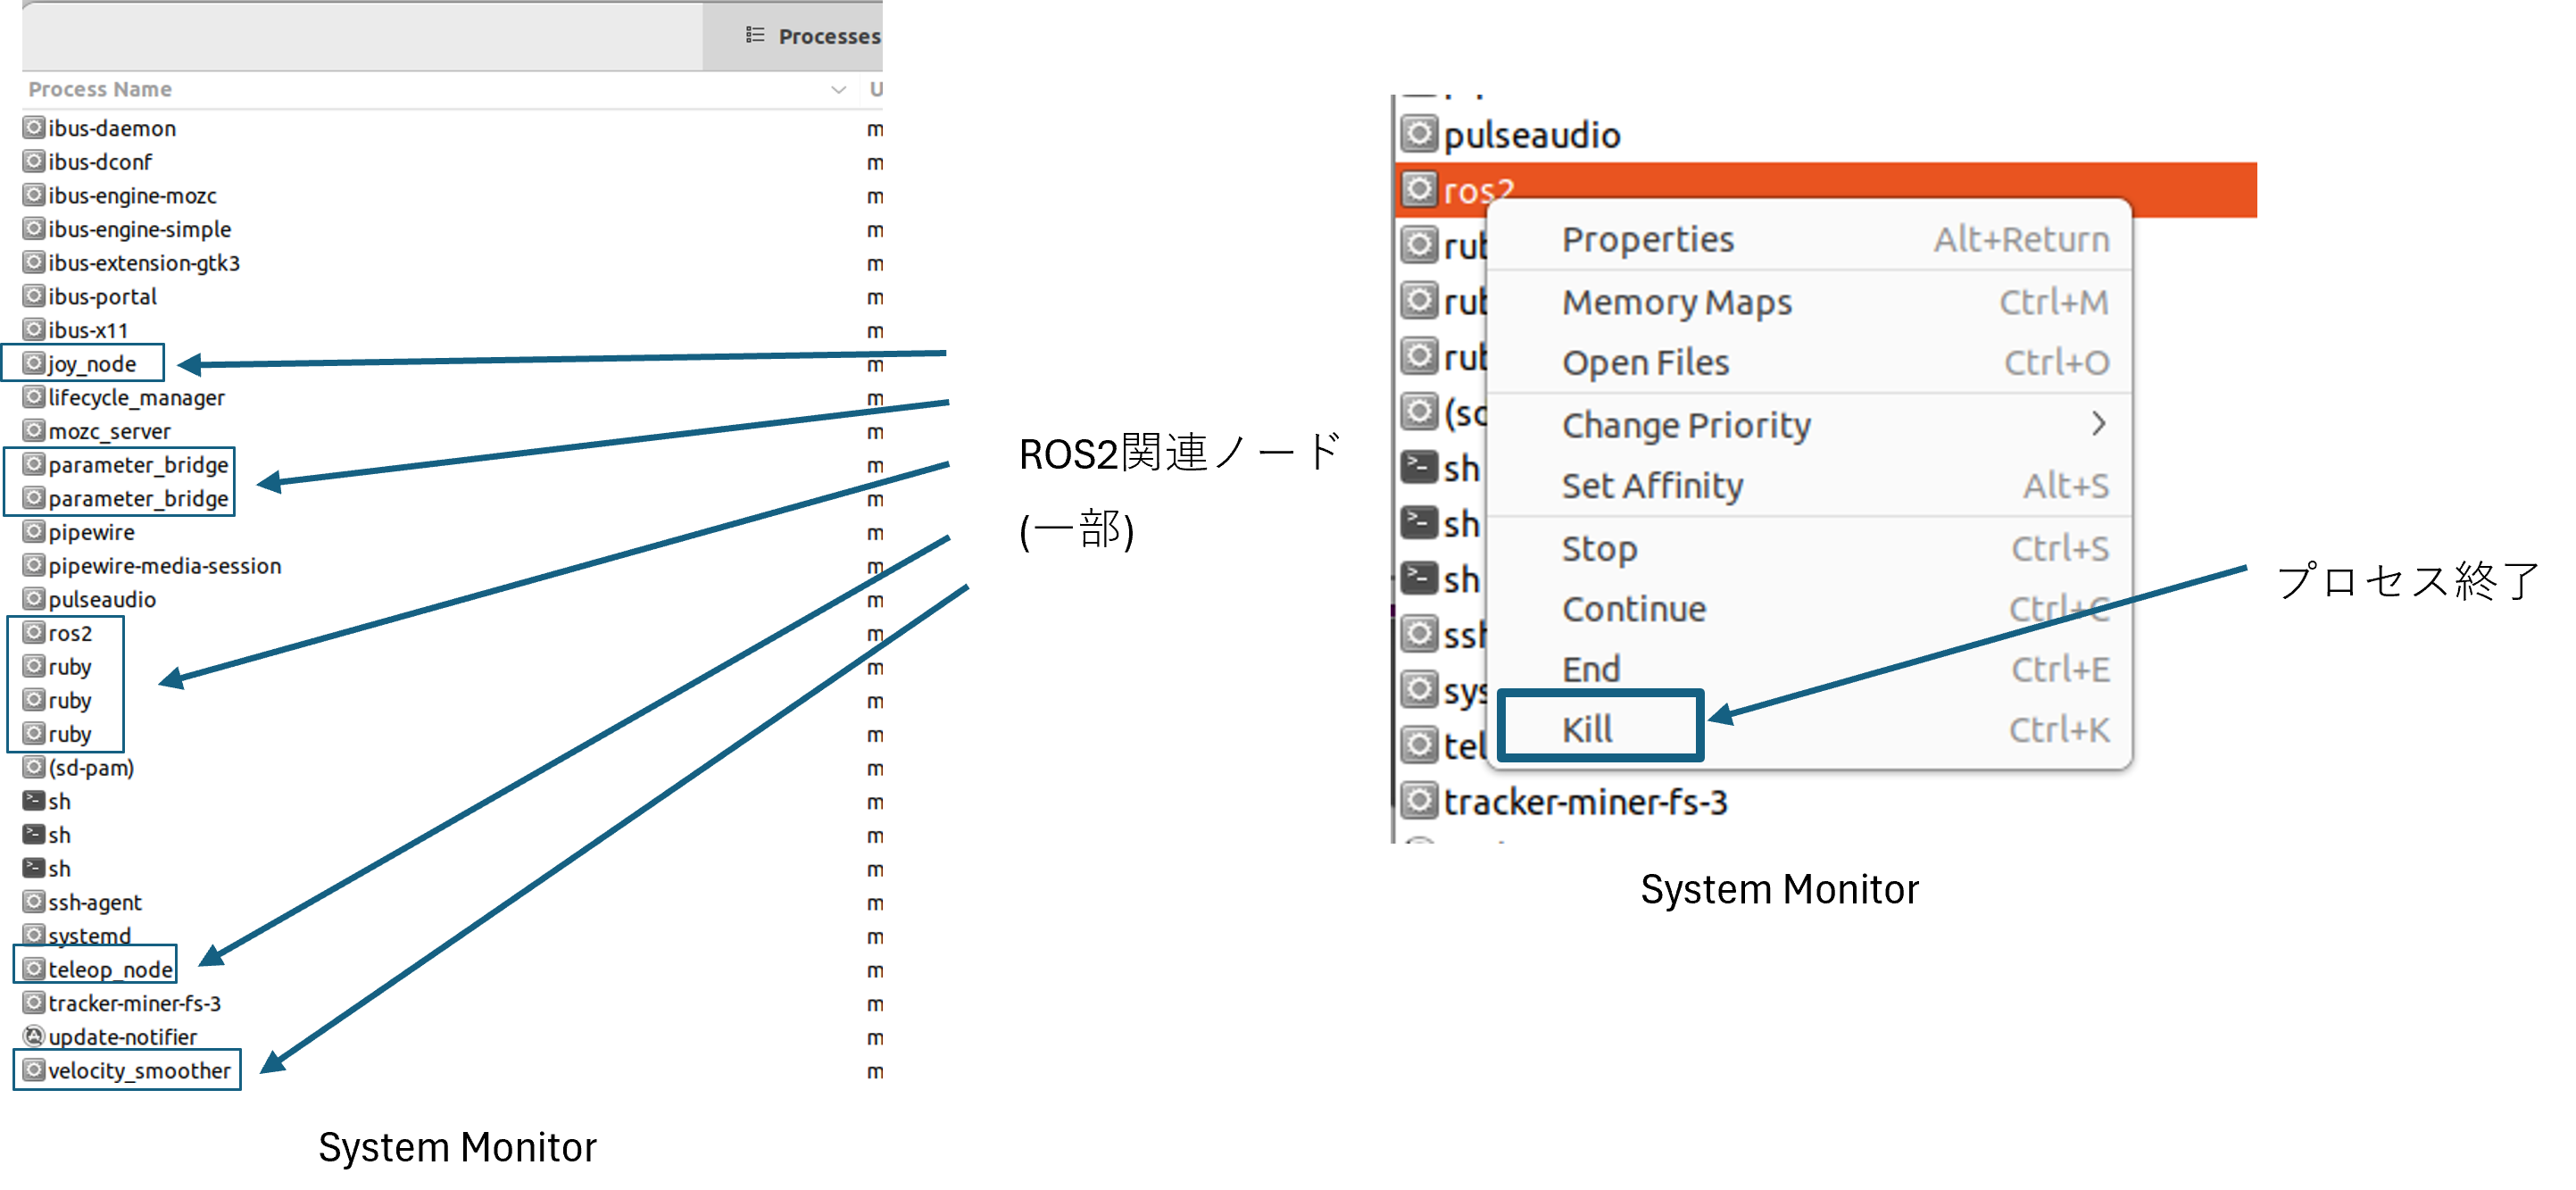 Processes
Process Name
U
ibus-daemon m
ibus-dconf m
ibus-engine-mozc m
ibus-engine-simple m
ibus-extension-gtk3 m
ibus-portal m
ibus-x11 m
joy_node m
lifecycle_manager m
mozc_server m
parameter_bridge m
parameter_bridge m
pipewire m
pipewire-media-session m
pulseaudio m
ros2 m
ruby m
ruby m
ruby m
(sd-pam) m
sh m
sh m
sh m
ssh-agent m
systemd m
teleop_node m
tracker-miner-fs-3 m
update-notifier m
velocity_smoother m
System Monitor
ROS2関連ノード
(一部)
pulseaudio
ros2
rub
rub
rub
(sd
sh
sh
sh
ssh
sys
tel
tracker-miner-fs-3
Properties Alt+Return
Memory Maps Ctrl+M
Open Files Ctrl+O
Change Priority
Set Affinity Alt+S
Stop Ctrl+S
Continue Ctrl+C
End Ctrl+E
Kill Ctrl+K
プロセス終了
System Monitor